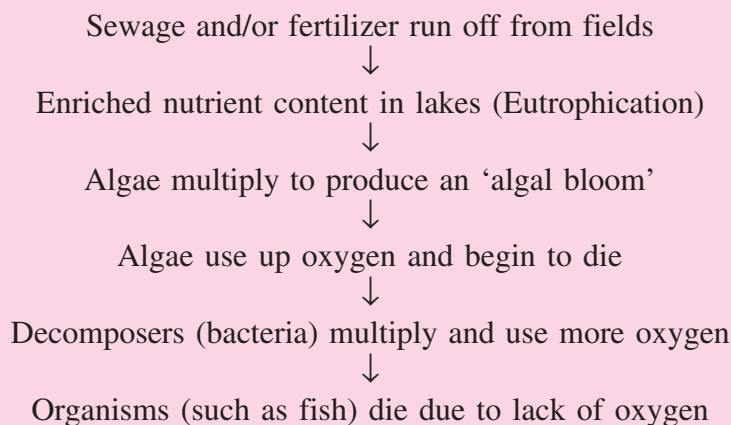 Sewage and/or fertilizer run off from fields
↓
Enriched nutrient content in lakes (Eutrophication)
↓
Algae multiply to produce an ‘algal bloom’
↓
Algae use up oxygen and begin to die
↓
Decomposers (bacteria) multiply and use more oxygen
↓
Organisms (such as fish) die due to lack of oxygen